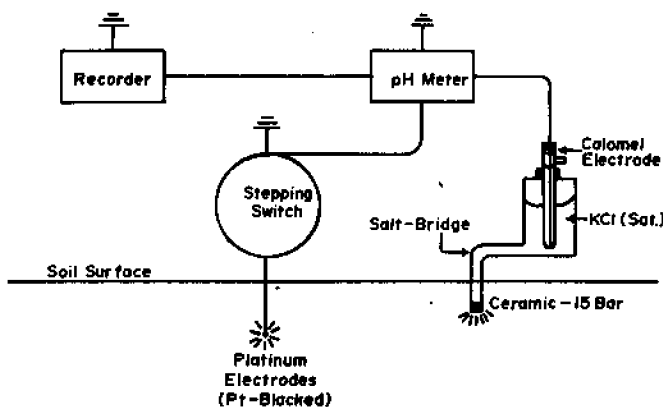 Recorder
pH Meter
Calomel
Electrode
Stepping
Switch
Salt-Bridge
KCl (Sat.)
Soil Surface
Ceramic-15 Bar
Platinum
Electrodes
(Pt-Blacked)